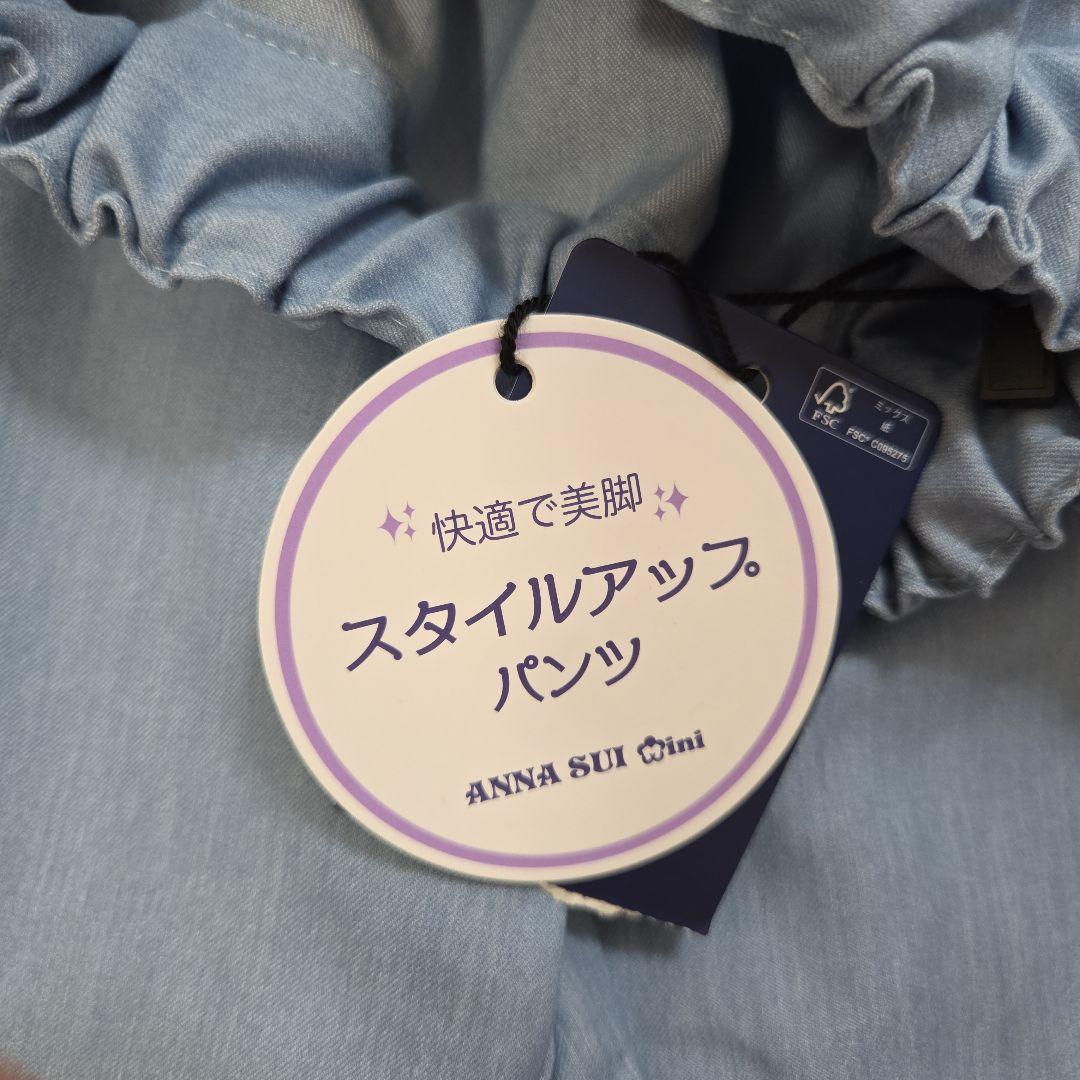 快適で美脚
スタイルアップ
パンツ
ANNA SUI mini
FSC
ミックス
紙
FSC® C095275